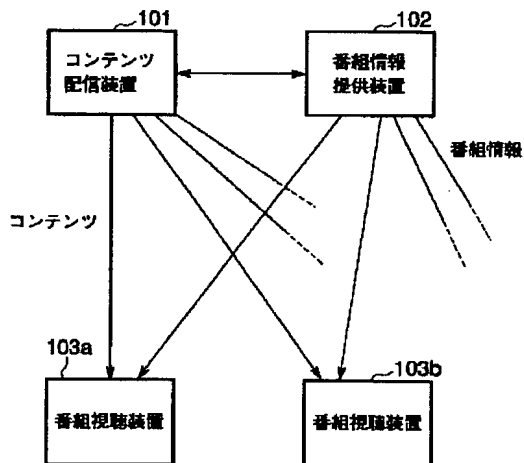 101
102
コンテンツ
配信装置
番組情報
提供装置
番組情報
コンテンツ
103a
103b
番組視聴装置
番組視聴装置